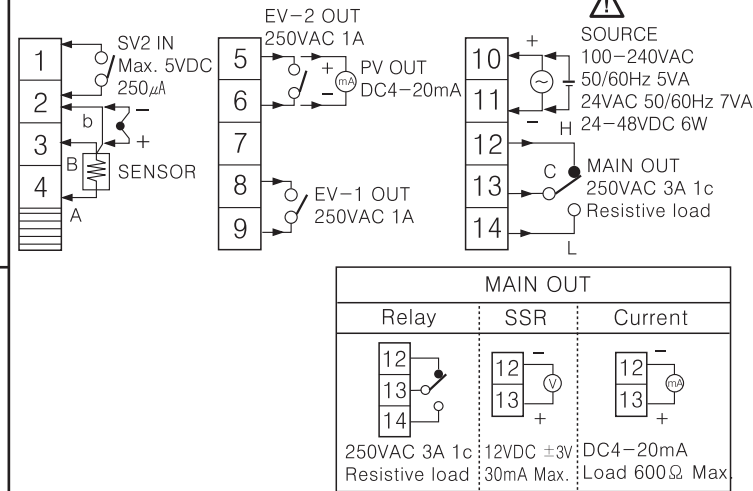 1
2
3
4
SV2 IN
Max. 5VDC
250μA
b
−
+
B
SENSOR
A
EV−2 OUT
250VAC 1A
5
6
7
8
9
+
−
mA
PV OUT
DC4−20mA
EV−1 OUT
250VAC 1A
!
SOURCE
100−240VAC
50/60Hz 5VA
24VAC 50/60Hz 7VA
24−48VDC 6W
10
11
12
13
14
+
−
H
C
L
MAIN OUT
250VAC 3A 1c
Resistive load
MAIN OUT
Relay SSR Current
12
13
14
250VAC 3A 1c
Resistive load
12
13
−
V
+
12VDC ±3V
30mA Max.
12
13
−
mA
+
DC4−20mA
Load 600Ω Max.